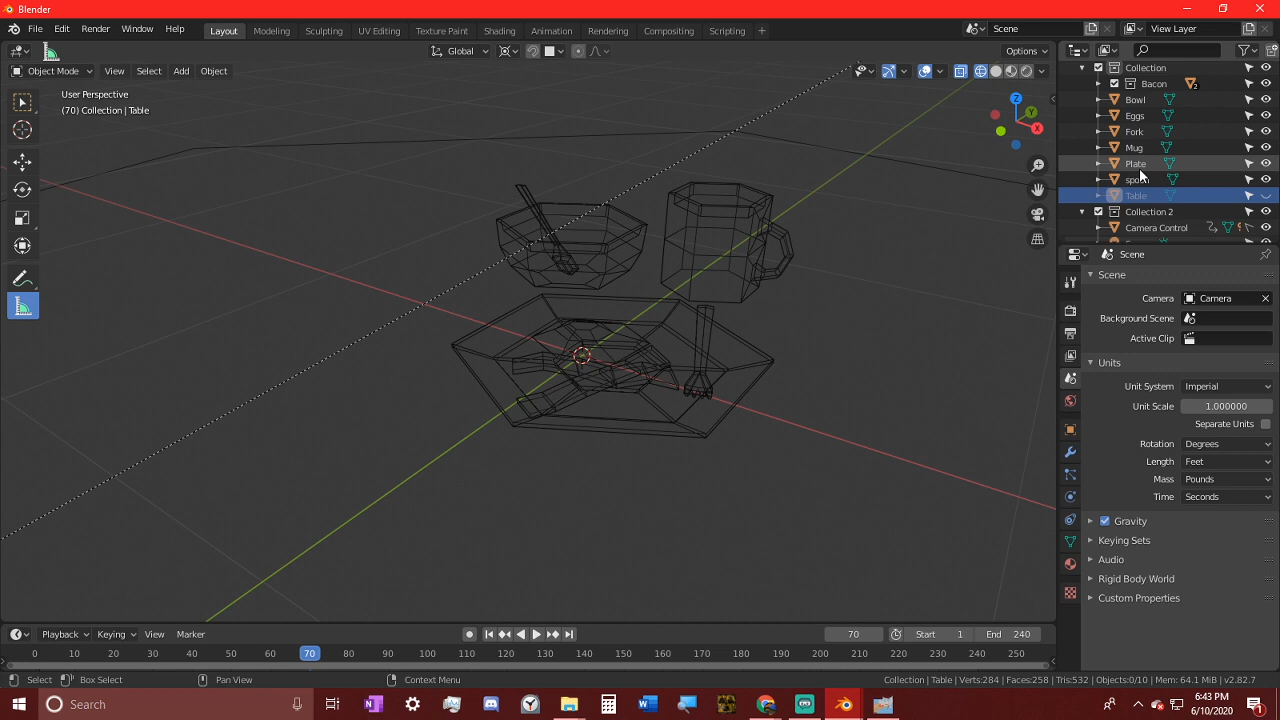 Blender
File Edit Render Window Help Layout Modeling Sculpting UV Editing Texture Paint Shading Animation Rendering Compositing Scripting + Scene View Layer
Global Options
Object Mode View Select Add Object
User Perspective
(70) Collection | Table
Z
Y
X
Collection
Bacon 2
Bowl
Eggs
Fork
Mug
Plate
Table
Collection 2
Camera Control
Scene
Scene
Camera Camera
Background Scene
Active Clip
Units
Unit System Imperial
Unit Scale 1.000000
Separate Units
Rotation Degrees
Length Feet
Mass Pounds
Time Seconds
Gravity
Keying Sets
Audio
Rigid Body World
Custom Properties
Playback Keying View Marker 70 Start 1 End 240
0 10 20 30 40 50 60 70 80 90 100 110 120 130 140 150 160 170 180 190 200 210 220 230 240 250
Select Box Select Pan View Context Menu Collection | Table | Verts:284 | Faces:258 | Tris:532 | Objects:0/10 | Mem: 64.1 MiB | v2.82.7
Search
6:43 PM
6/10/2020